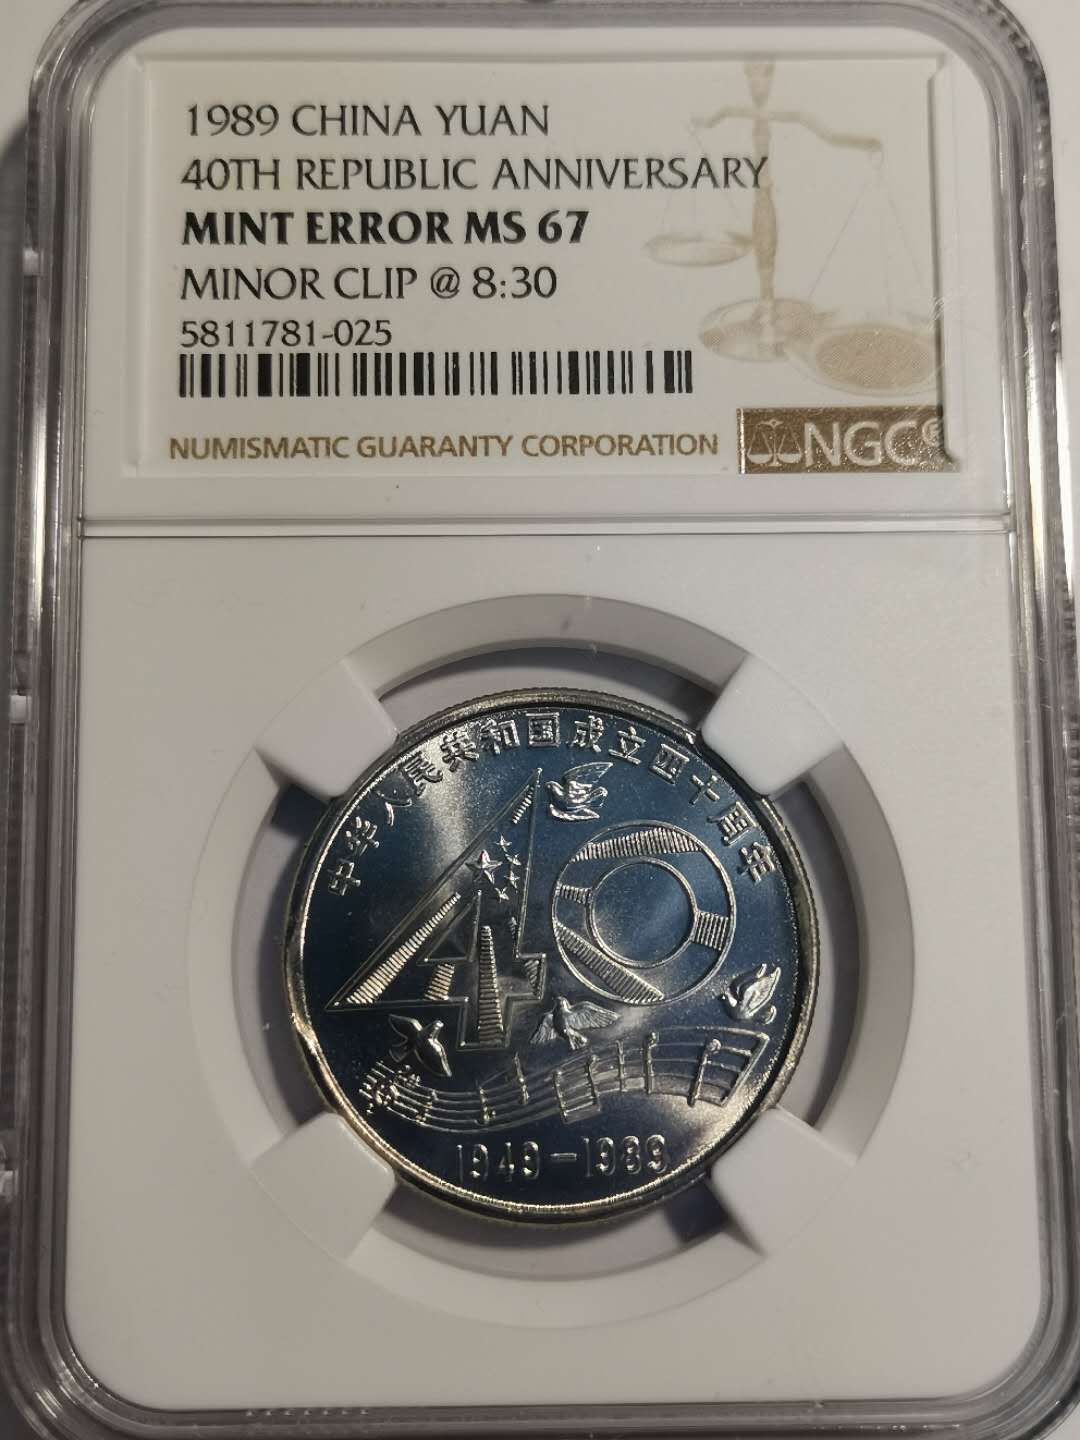 1989 CHINA YUAN
40TH REPUBLIC ANNIVERSARY
MINT ERROR MS 67
MINOR CLIP @ 8:30
5811781-025
NUMISMATIC GUARANTY CORPORATION
NGC®
中华人民共和国成立四十周年
40
1949-1989